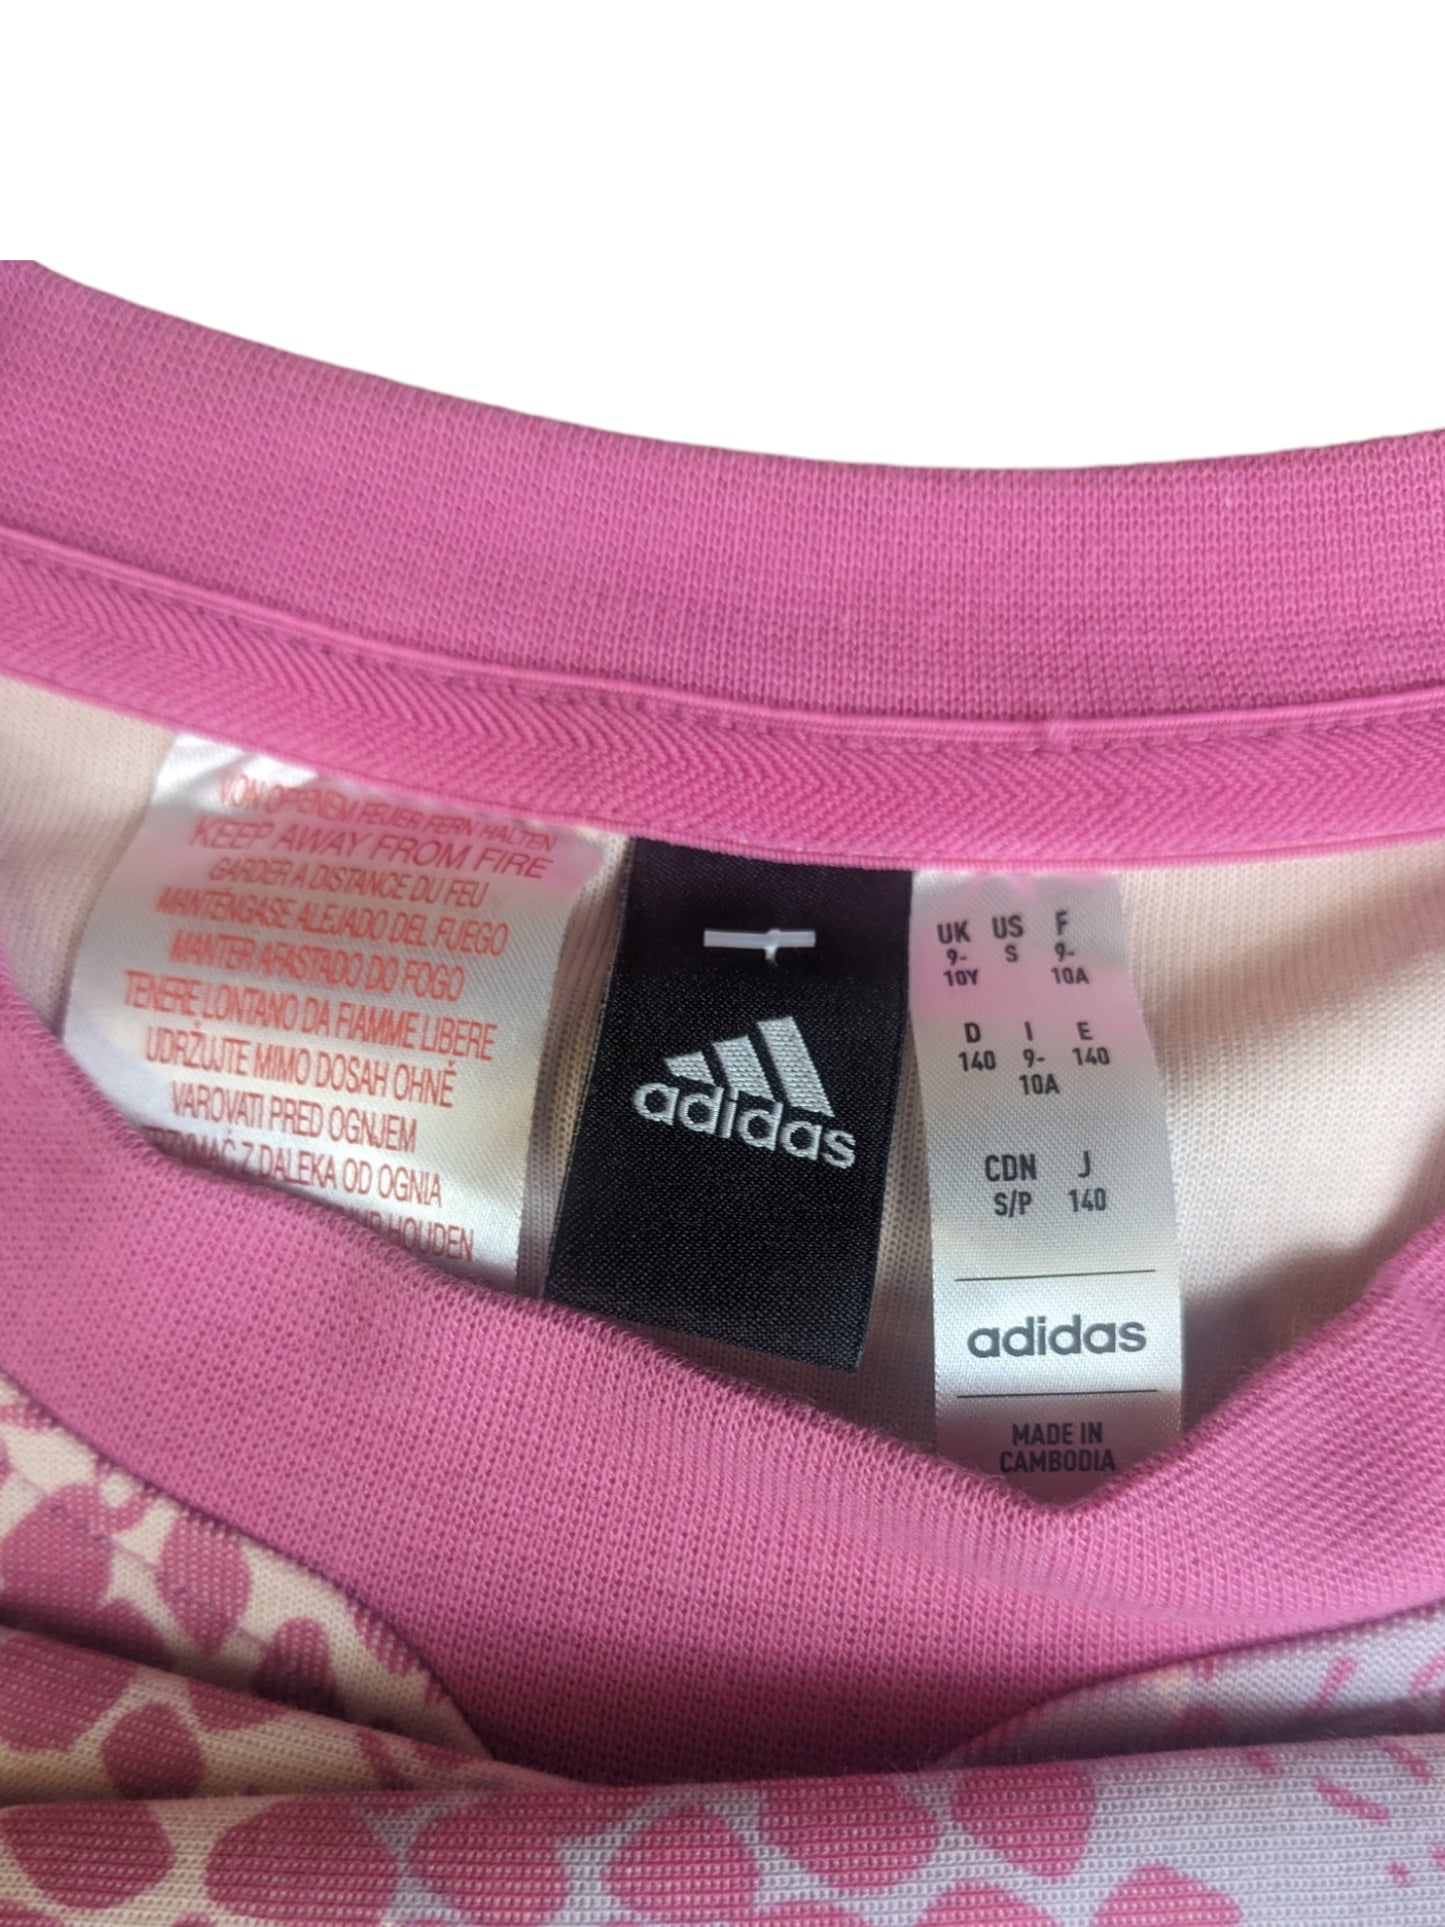 VON OFFENEM FEUER FERN HALTEN
KEEP AWAY FROM FIRE
GARDER A DISTANCE DU FEU
MANTÉNGASE ALEJADO DEL FUEGO
MANTER AFASTADO DO FOGO
TENERE LONTANO DA FIAMME LIBERE
UDRŽUJTE MIMO DOSAH OHNĚ
VAROVATI PRED OGNJEM
Z DALEKA OD OGNIA
HOUDEN
adidas
UK US F
9- S 9-
10Y 10A
D I E
140 9- 140
10A
CDN J
S/P 140
adidas
MADE IN
CAMBODIA